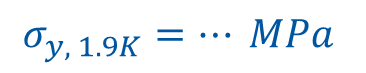 σy, 1.9K = ⋯ MPa